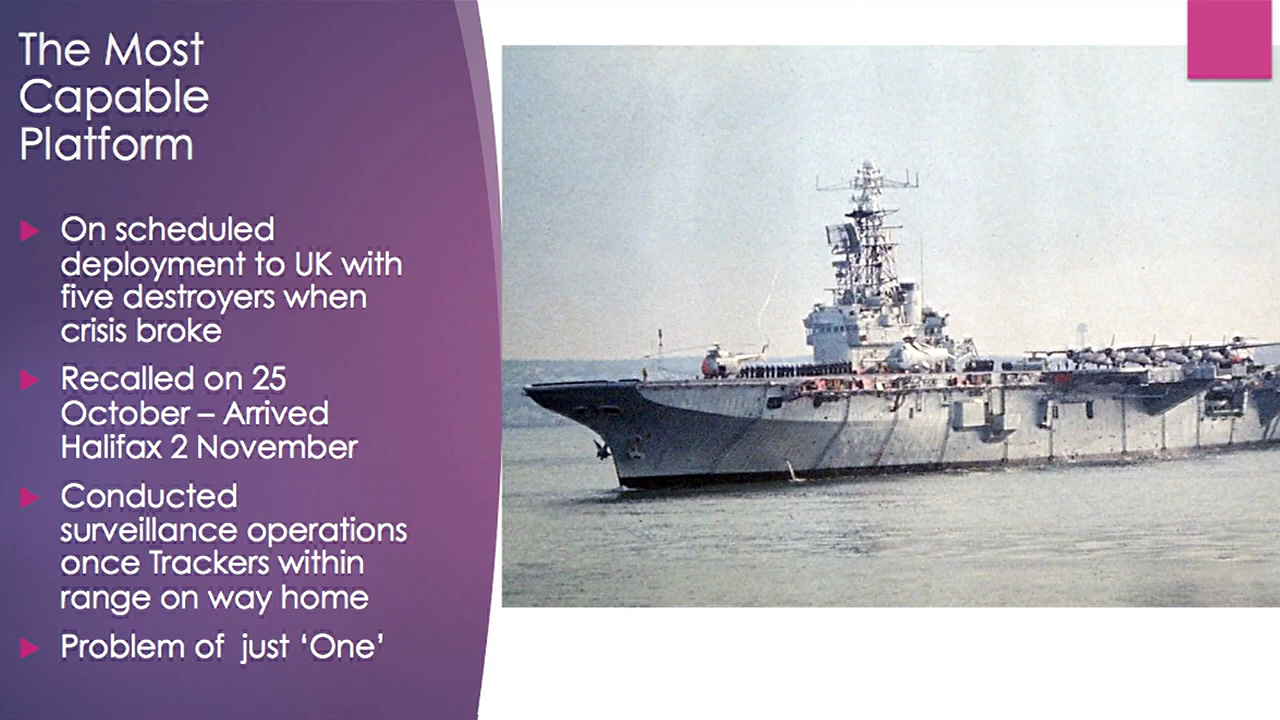 The Most
Capable
Platform
On scheduled
deployment to UK with
five destroyers when
crisis broke
Recalled on 25
October – Arrived
Halifax 2 November
Conducted
surveillance operations
once Trackers within
range on way home
Problem of  just ‘One’